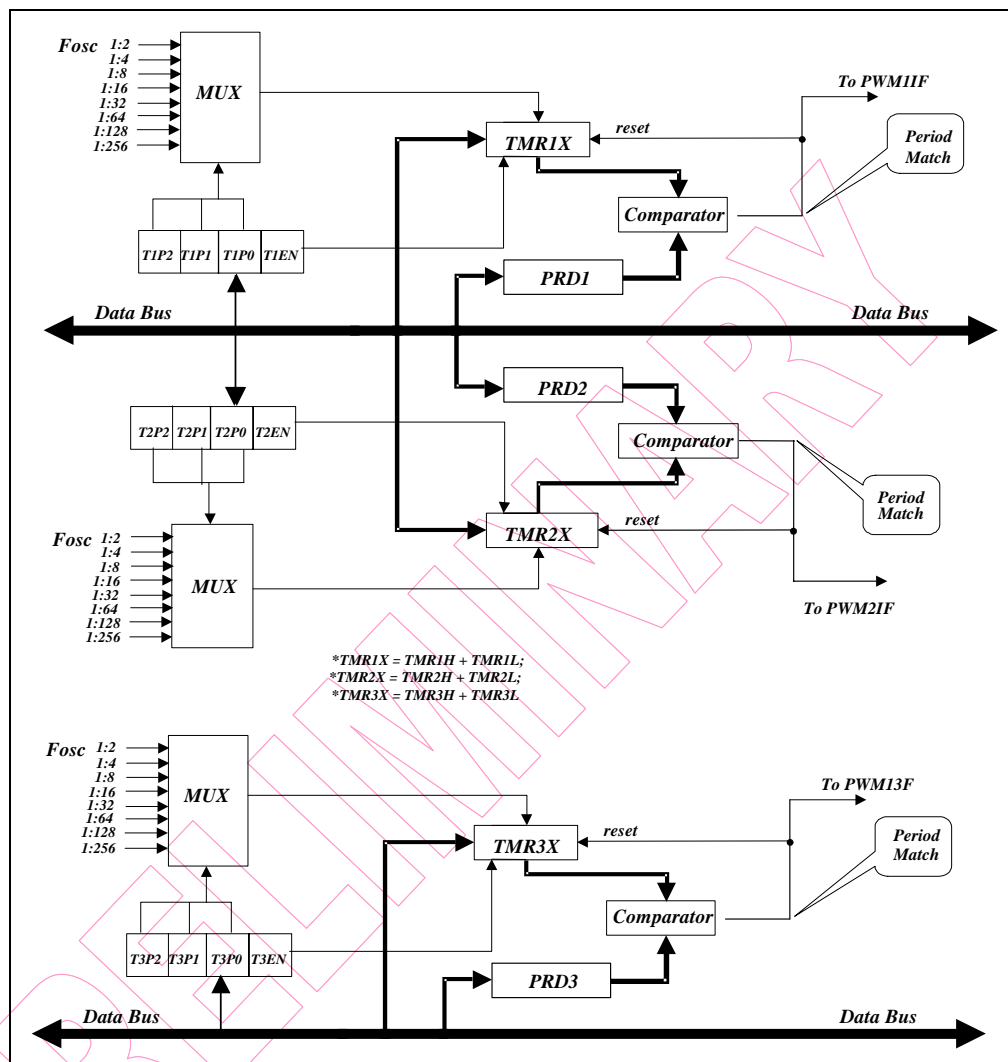 Fosc 1:2
1:4
1:8
1:16
1:32
1:64
1:128
1:256
MUX
To PWM1IF
TMR1X
reset
Period
Match
Comparator
T1P2 T1P1 T1P0 T1EN
PRD1
Data Bus Data Bus
PRD2
T2P2 T2P1 T2P0 T2EN
Comparator
Period
Match
TMR2X
reset
Fosc 1:2
1:4
1:8
1:16
1:32
1:64
1:128
1:256
MUX
To PWM2IF
*TMR1X = TMR1H + TMR1L;
*TMR2X = TMR2H + TMR2L;
*TMR3X = TMR3H + TMR3L
Fosc 1:2
1:4
1:8
1:16
1:32
1:64
1:128
1:256
MUX
To PWM13F
TMR3X
reset
Period
Match
Comparator
T3P2 T3P1 T3P0 T3EN
PRD3
Data Bus Data Bus
PRELIMINARY